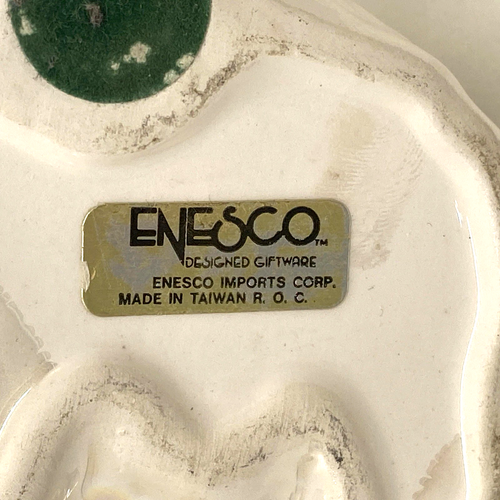 ENESCO™
DESIGNED GIFTWARE
ENESCO IMPORTS CORP.
MADE IN TAIWAN R. O. C.